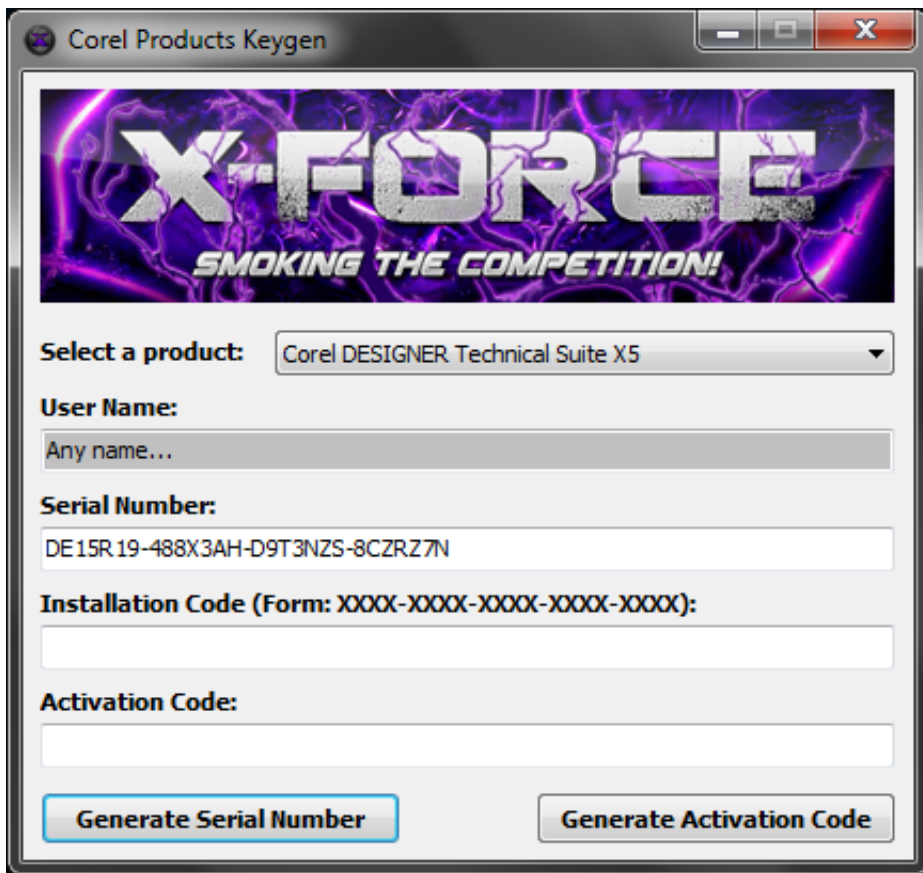 Corel Products Keygen
X-FORCE
SMOKING THE COMPETITION!
Select a product: Corel DESIGNER Technical Suite X5
User Name:
Any name...
Serial Number:
DE15R19-488X3AH-D9T3NZS-8CZRZ7N
Installation Code (Form: XXXX-XXXX-XXXX-XXXX-XXXX):
Activation Code:
Generate Serial Number Generate Activation Code